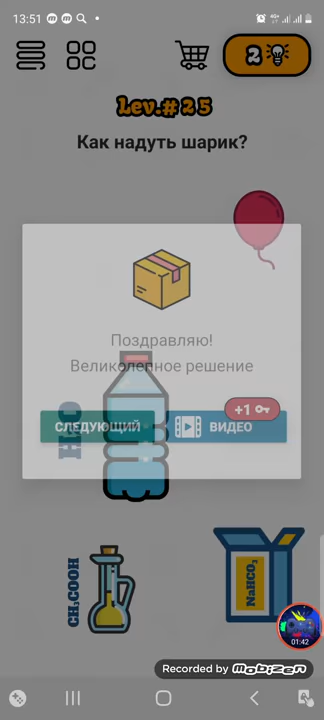 13:51
2
Lev.#25
Как надуть шарик?
Поздравляю!
Великолепное решение
+1
СЛЕДУЮЩИЙ
ВИДЕО
H₂O
CH₃COOH
NaHCO₃
01:42
Recorded by mobizen